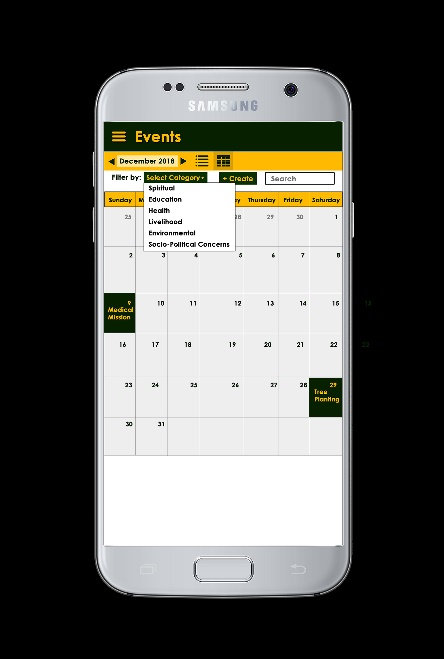 SAMSUNG
Events
December 2018
Filter by: Select Category + Create Search
Spiritual
Education
Health
Livelihood
Environmental
Socio-Political Concerns
Sunday M Thursday Friday Saturday
25 28 29 30 1
2 3 4 5 6 7 8
9 10 11 12 13 14 15
Medical
Mission
16 17 18 19 20 21 22
23 24 25 26 27 28 29
Tree
Planting
30 31